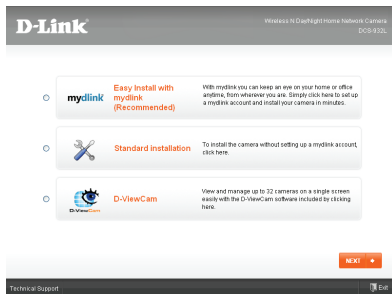 D-Link
Wireless N Day/Night Home Network Camera
DCS-933L
mydlink
Easy Install with
mydlink
(Recommended)
With mydlink you can keep an eye on your home or office
anytime, from wherever you are. Simply click here to set up
a mydlink account and install your camera in minutes.
Standard installation
To install the camera without setting up a mydlink account,
click here.
D-ViewCam
D-ViewCam
View and manage up to 32 cameras on a single screen
easily with the D-ViewCam software included by clicking
here.
NEXT
Technical Support
Exit